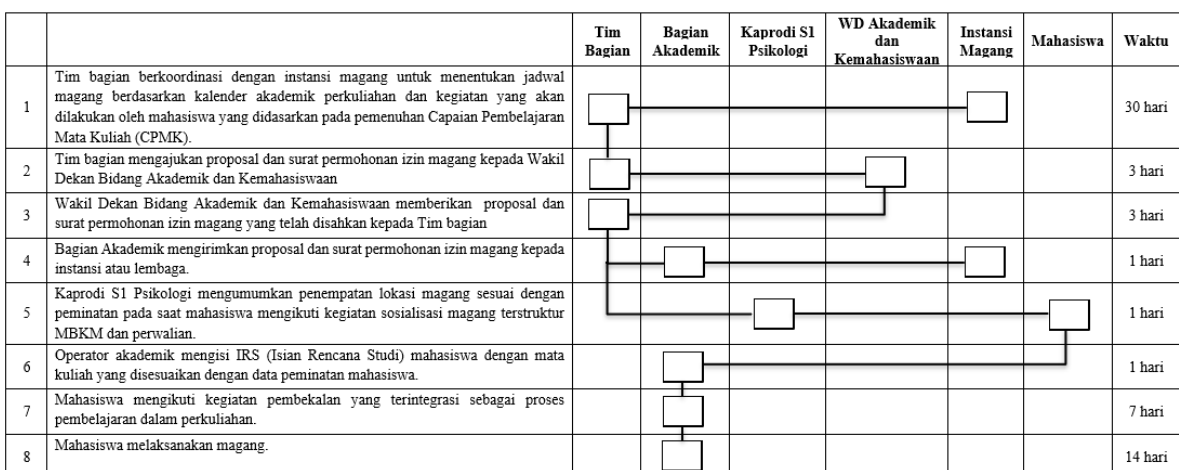 Tim Bagian
Bagian Akademik
Kaprodi S1 Psikologi
WD Akademik dan Kemahasiswaan
Instansi Magang
Mahasiswa
Waktu
1
Tim bagian berkoordinasi dengan instansi magang untuk menentukan jadwal
magang berdasarkan kalender akademik perkuliahan dan kegiatan yang akan
dilakukan oleh mahasiswa yang didasarkan pada pemenuhan Capaian Pembelajaran
Mata Kuliah (CPMK).
30 hari
2
Tim bagian mengajukan proposal dan surat permohonan izin magang kepada Wakil
Dekan Bidang Akademik dan Kemahasiswaan
3 hari
3
Wakil Dekan Bidang Akademik dan Kemahasiswaan memberikan proposal dan
surat permohonan izin magang yang telah disahkan kepada Tim bagian
3 hari
4
Bagian Akademik mengirimkan proposal dan surat permohonan izin magang kepada
instansi atau lembaga.
1 hari
5
Kaprodi S1 Psikologi mengumumkan penempatan lokasi magang sesuai dengan
peminatan pada saat mahasiswa mengikuti kegiatan sosialisasi magang terstruktur
MBKM dan perwalian.
1 hari
6
Operator akademik mengisi IRS (Isian Rencana Studi) mahasiswa dengan mata
kuliah yang disesuaikan dengan data peminatan mahasiswa.
1 hari
7
Mahasiswa mengikuti kegiatan pembekalan yang terintegrasi sebagai proses
pembelajaran dalam perkuliahan.
7 hari
8
Mahasiswa melaksanakan magang.
14 hari